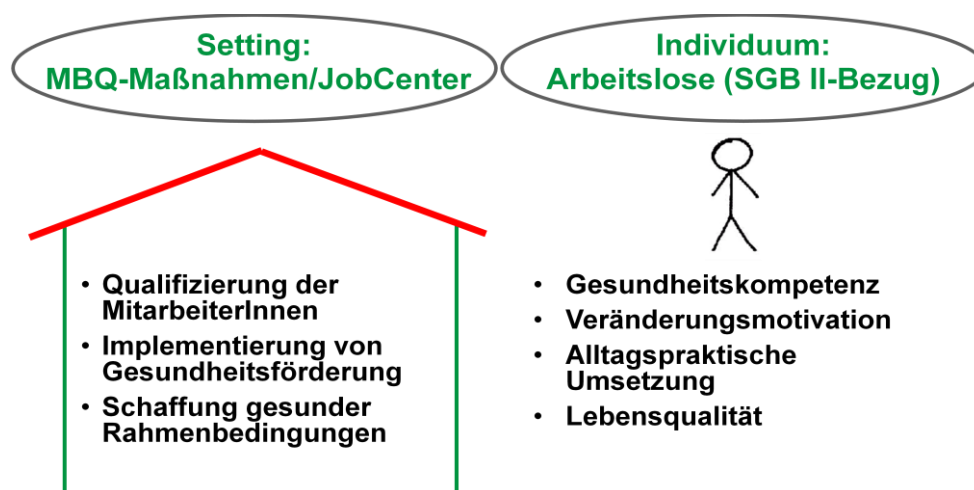 Setting:
MBQ-Maßnahmen/JobCenter
Individuum:
Arbeitslose (SGB II-Bezug)
• Qualifizierung der
MitarbeiterInnen
• Implementierung von
Gesundheitsförderung
• Schaffung gesunder
Rahmenbedingungen
• Gesundheitskompetenz
• Veränderungsmotivation
• Alltagspraktische
Umsetzung
• Lebensqualität